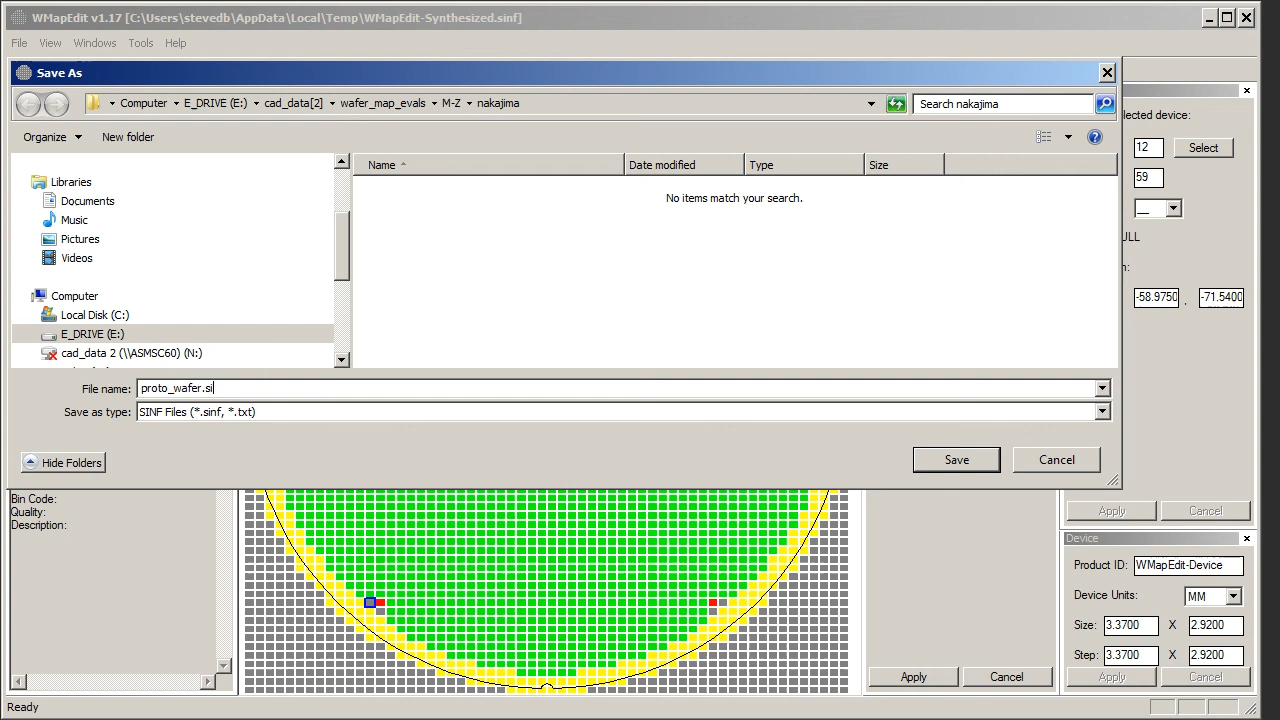 WMapEdit v1.17 [C:\Users\stevedb\AppData\Local\Temp\WMapEdit-Synthesized.sinf]
File View Windows Tools Help
Save As
Computer E_DRIVE (E:) cad_data[2] wafer_map_evals M-Z nakajima
Search nakajima
Organize New folder
Name Date modified Type Size
No items match your search.
Libraries
Documents
Music
Pictures
Videos
Computer
Local Disk (C:)
E_DRIVE (E:)
cad_data 2 (\\ASMSC60) (N:)
File name: proto_wafer.si
Save as type: SINF Files (*.sinf, *.txt)
Hide Folders
Save Cancel
lected device:
12 Select
59
__
ULL
n:
-58.9750 , -71.5400
Apply Cancel
Bin Code:
Quality:
Description:
Apply Cancel
Device
Product ID: WMapEdit-Device
Device Units: MM
Size: 3.3700 X 2.9200
Step: 3.3700 X 2.9200
Apply Cancel
Ready